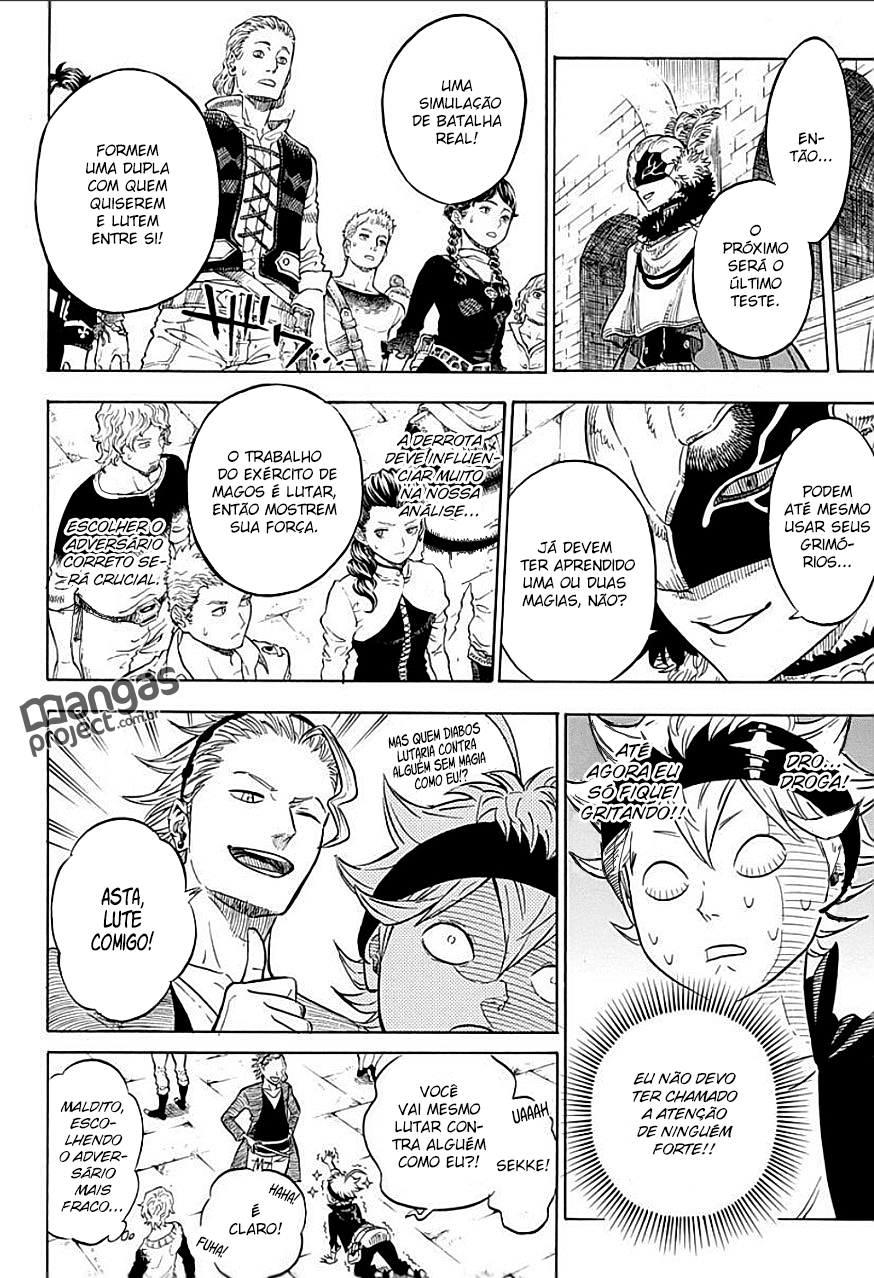 EN-
TÃO...
O
PRÓXIMO
SERÁ O
ÚLTIMO
TESTE.
UMA
SIMULAÇÃO
DE BATALHA
REAL!
FORMEM
UMA DUPLA
COM QUEM
QUISEREM
E LUTEM
ENTRE SI!
PODEM
ATÉ MESMO
USAR SEUS
GRIMÓ-
RIOS...
JÁ DEVEM
TER APRENDIDO
UMA OU DUAS
MAGIAS, NÃO?
A DERROTA
DEVE INFLUEN-
CIAR MUITO
NA NOSSA
ANÁLISE...
O TRABALHO
DO EXÉRCITO DE
MAGOS É LUTAR,
ENTÃO MOSTREM
SUA FORÇA.
ESCOLHER O
ADVERSÁRIO
CORRETO SE-
RÁ CRUCIAL.
mangas
project.com.br
DRO...
DROGA!
ATÉ
AGORA EU
SÓ FIQUEI
GRITANDO!!
EU NÃO DEVO
TER CHAMADO
A ATENÇÃO
DE NINGUÉM
FORTE!!
MAS QUEM DIABOS
LUTARIA CONTRA
ALGUÉM SEM MAGIA
COMO EU!?
ASTA,
LUTE
COMIGO!
UAAAH,
SEKKE!
VOCÊ
VAI MESMO
LUTAR CON-
TRA ALGUÉM
COMO EU?!
HAHA!
É
CLARO!
FUHA!
MALDITO,
ESCO-
LHENDO
O ADVER-
SÁRIO
MAIS
FRACO...